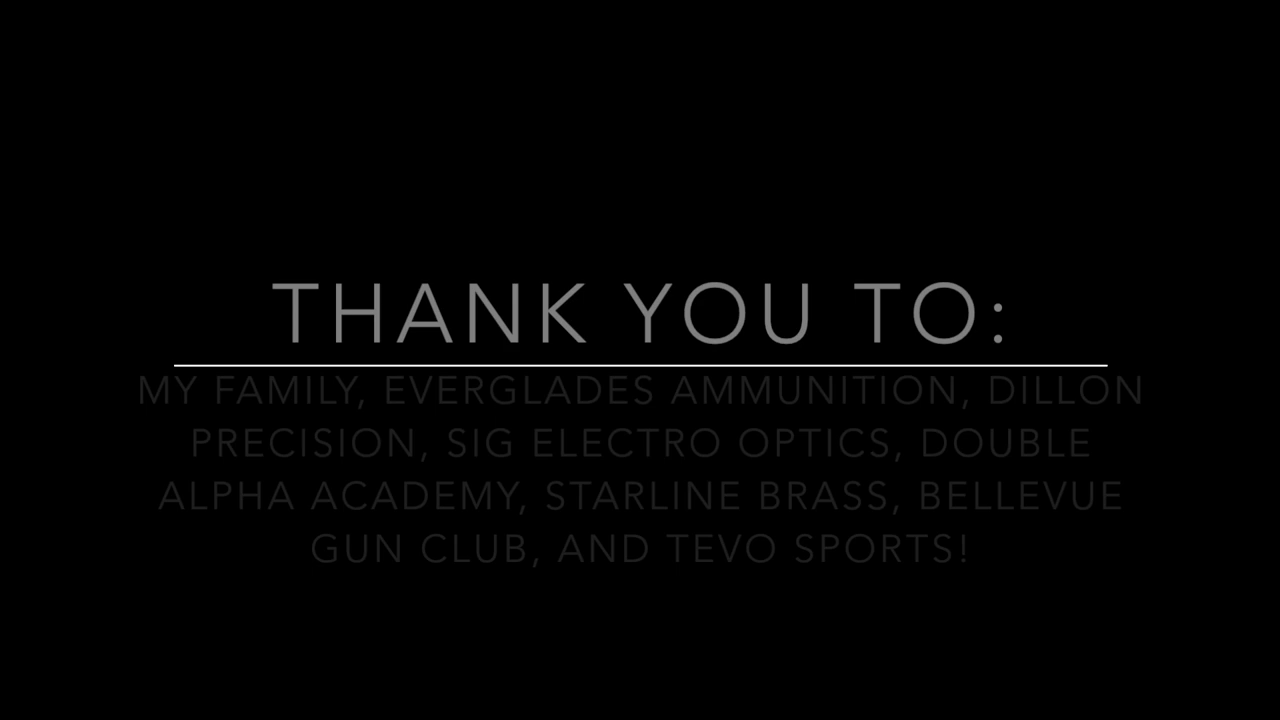 THANK YOU TO:
MY FAMILY, EVERGLADES AMMUNITION, DILLON
PRECISION, SIG ELECTRO OPTICS, DOUBLE
ALPHA ACADEMY, STARLINE BRASS, BELLEVUE
GUN CLUB, AND TEVO SPORTS!